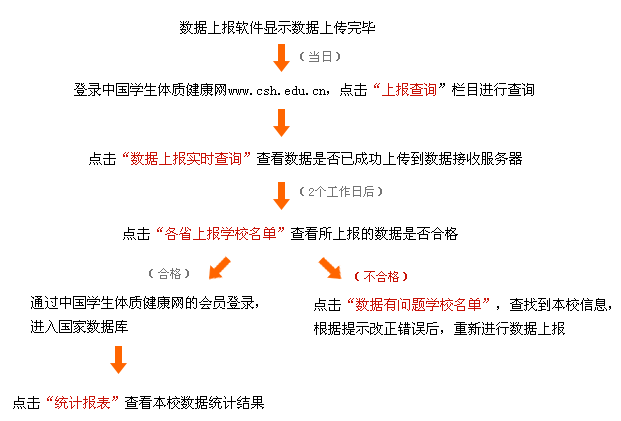 数据上报软件显示数据上传完毕
（当日）
登录中国学生体质健康网www.csh.edu.cn，点击“上报查询”栏目进行查询
点击“数据上报实时查询”查看数据是否已成功上传到数据接收服务器
（2个工作日后）
点击“各省上报学校名单”查看所上报的数据是否合格
（合格）
（不合格）
通过中国学生体质健康网的会员登录，
进入国家数据库
点击“数据有问题学校名单”，查找到本校信息，
根据提示改正错误后，重新进行数据上报
点击“统计报表”查看本校数据统计结果